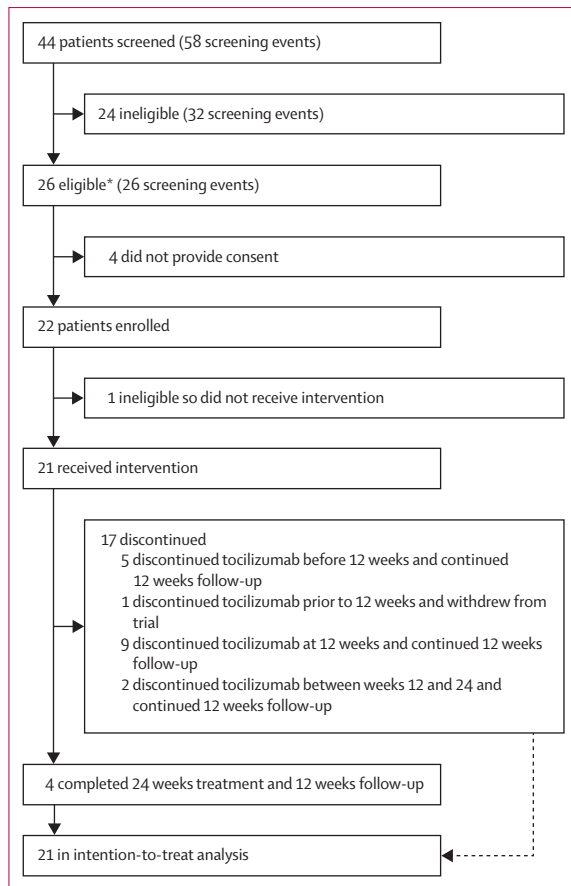 44 patients screened (58 screening events)
24 ineligible (32 screening events)
26 eligible* (26 screening events)
4 did not provide consent
22 patients enrolled
1 ineligible so did not receive intervention
21 received intervention
17 discontinued
5 discontinued tocilizumab before 12 weeks and continued
12 weeks follow-up
1 discontinued tocilizumab prior to 12 weeks and withdrew from
trial
9 discontinued tocilizumab at 12 weeks and continued 12 weeks
follow-up
2 discontinued tocilizumab between weeks 12 and 24 and
continued 12 weeks follow-up
4 completed 24 weeks treatment and 12 weeks follow-up
21 in intention-to-treat analysis